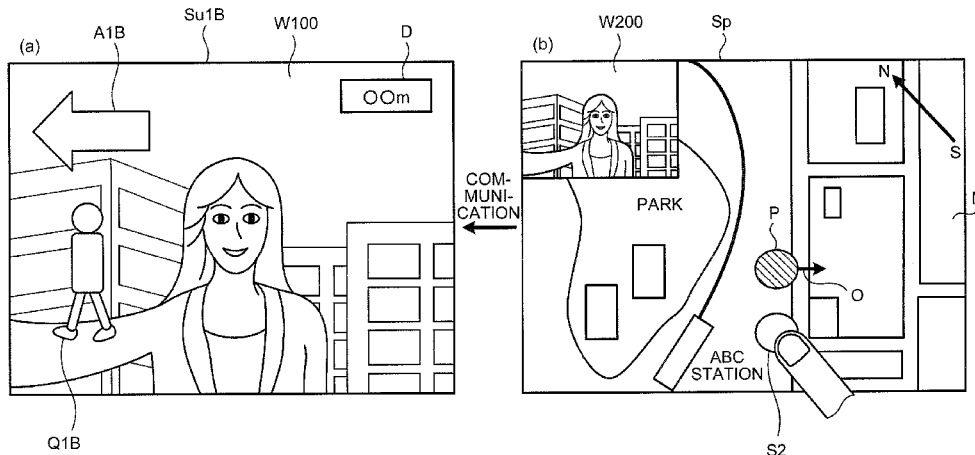 (a)
A1B
Su1B
W100
D
OOm
Q1B
COM-
MUNI-
CATION
(b)
W200
Sp
N
S
PARK
P
O
ABC
STATION
S2